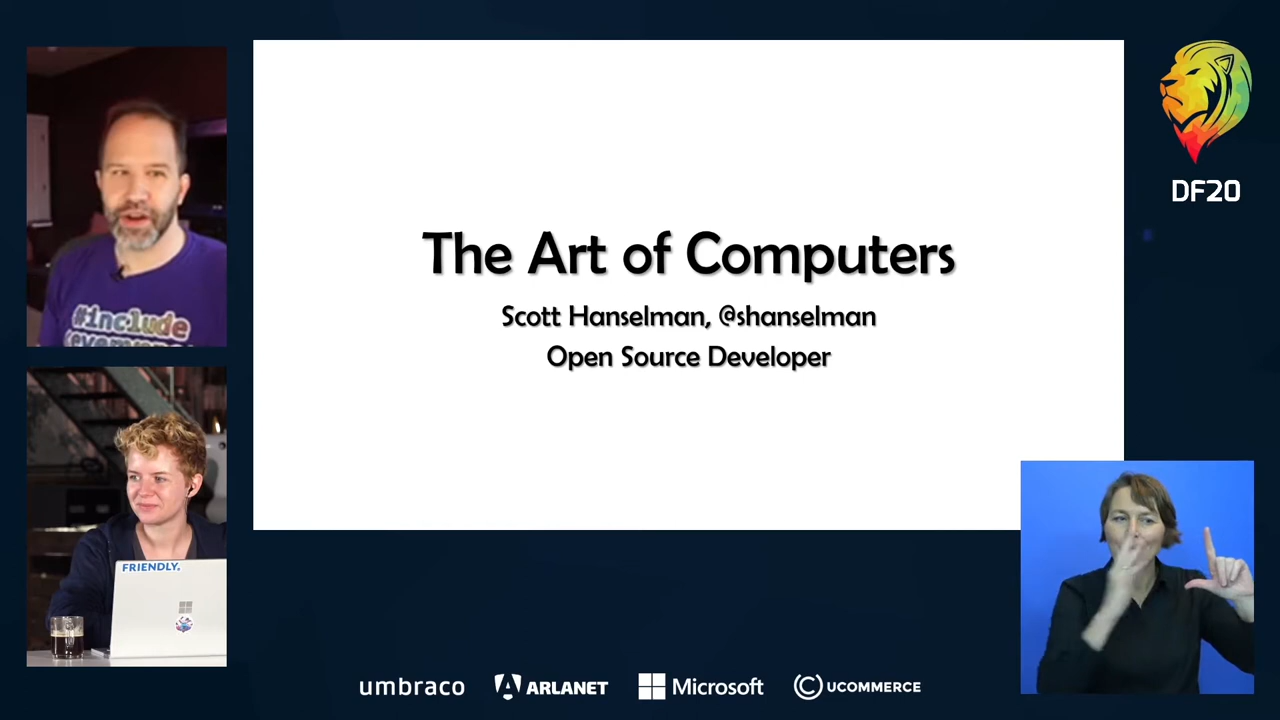 The Art of Computers
Scott Hanselman, @shanselman
Open Source Developer
DF20
#include
FRIENDLY.
umbraco
ARLANET
Microsoft
UCOMMERCE